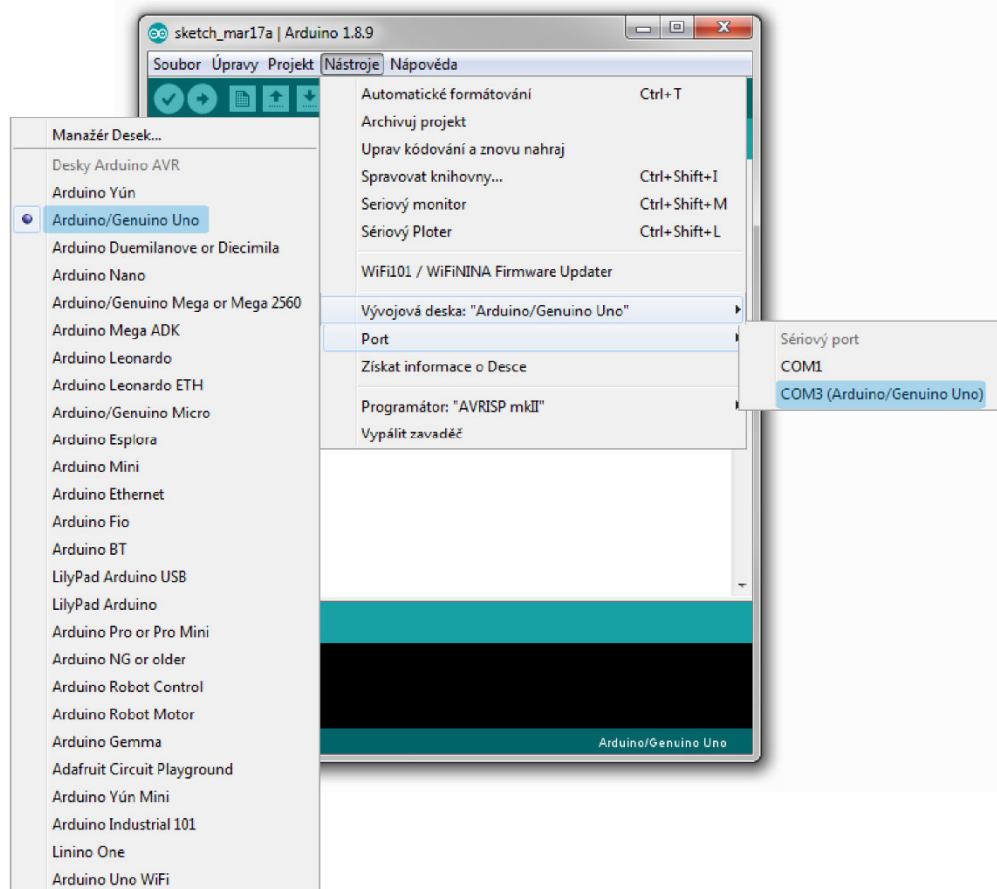 sketch_mar17a | Arduino 1.8.9
Soubor Úpravy Projekt Nástroje Nápověda
Automatické formátování Ctrl+T
Archivuj projekt
Uprav kódování a znovu nahraj
Spravovat knihovny... Ctrl+Shift+I
Seriový monitor Ctrl+Shift+M
Sériový Ploter Ctrl+Shift+L
WiFi101 / WiFiNINA Firmware Updater
Vývojová deska: "Arduino/Genuino Uno"
Port
Získat informace o Desce
Programátor: "AVRISP mkII"
Vypálit zavaděč
Manažér Desek...
Desky Arduino AVR
Arduino Yún
Arduino/Genuino Uno
Arduino Duemilanove or Diecimila
Arduino Nano
Arduino/Genuino Mega or Mega 2560
Arduino Mega ADK
Arduino Leonardo
Arduino Leonardo ETH
Arduino/Genuino Micro
Arduino Esplora
Arduino Mini
Arduino Ethernet
Arduino Fio
Arduino BT
LilyPad Arduino USB
LilyPad Arduino
Arduino Pro or Pro Mini
Arduino NG or older
Arduino Robot Control
Arduino Robot Motor
Arduino Gemma
Adafruit Circuit Playground
Arduino Yún Mini
Arduino Industrial 101
Linino One
Arduino Uno WiFi
Sériový port
COM1
COM3 (Arduino/Genuino Uno)
Arduino/Genuino Uno